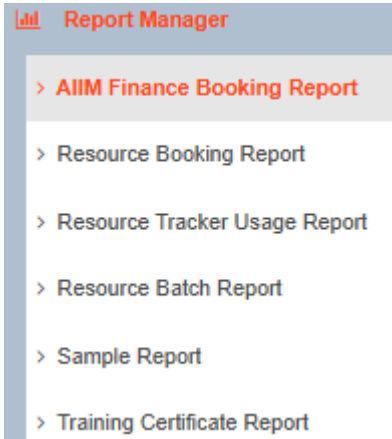 Report Manager
> AIIM Finance Booking Report
> Resource Booking Report
> Resource Tracker Usage Report
> Resource Batch Report
> Sample Report
> Training Certificate Report